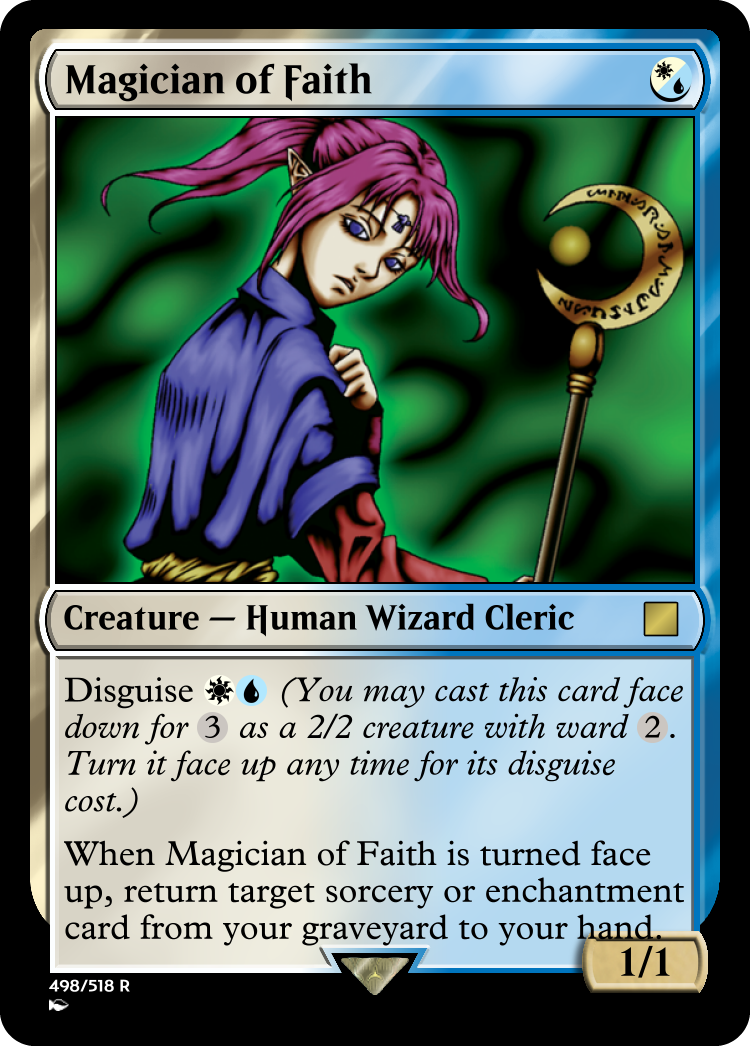 Magician of Faith
Creature — Human Wizard Cleric
Disguise (You may cast this card face
down for 3 as a 2/2 creature with ward 2.
Turn it face up any time for its disguise
cost.)
When Magician of Faith is turned face
up, return target sorcery or enchantment
card from your graveyard to your hand.
1/1
498/518 R